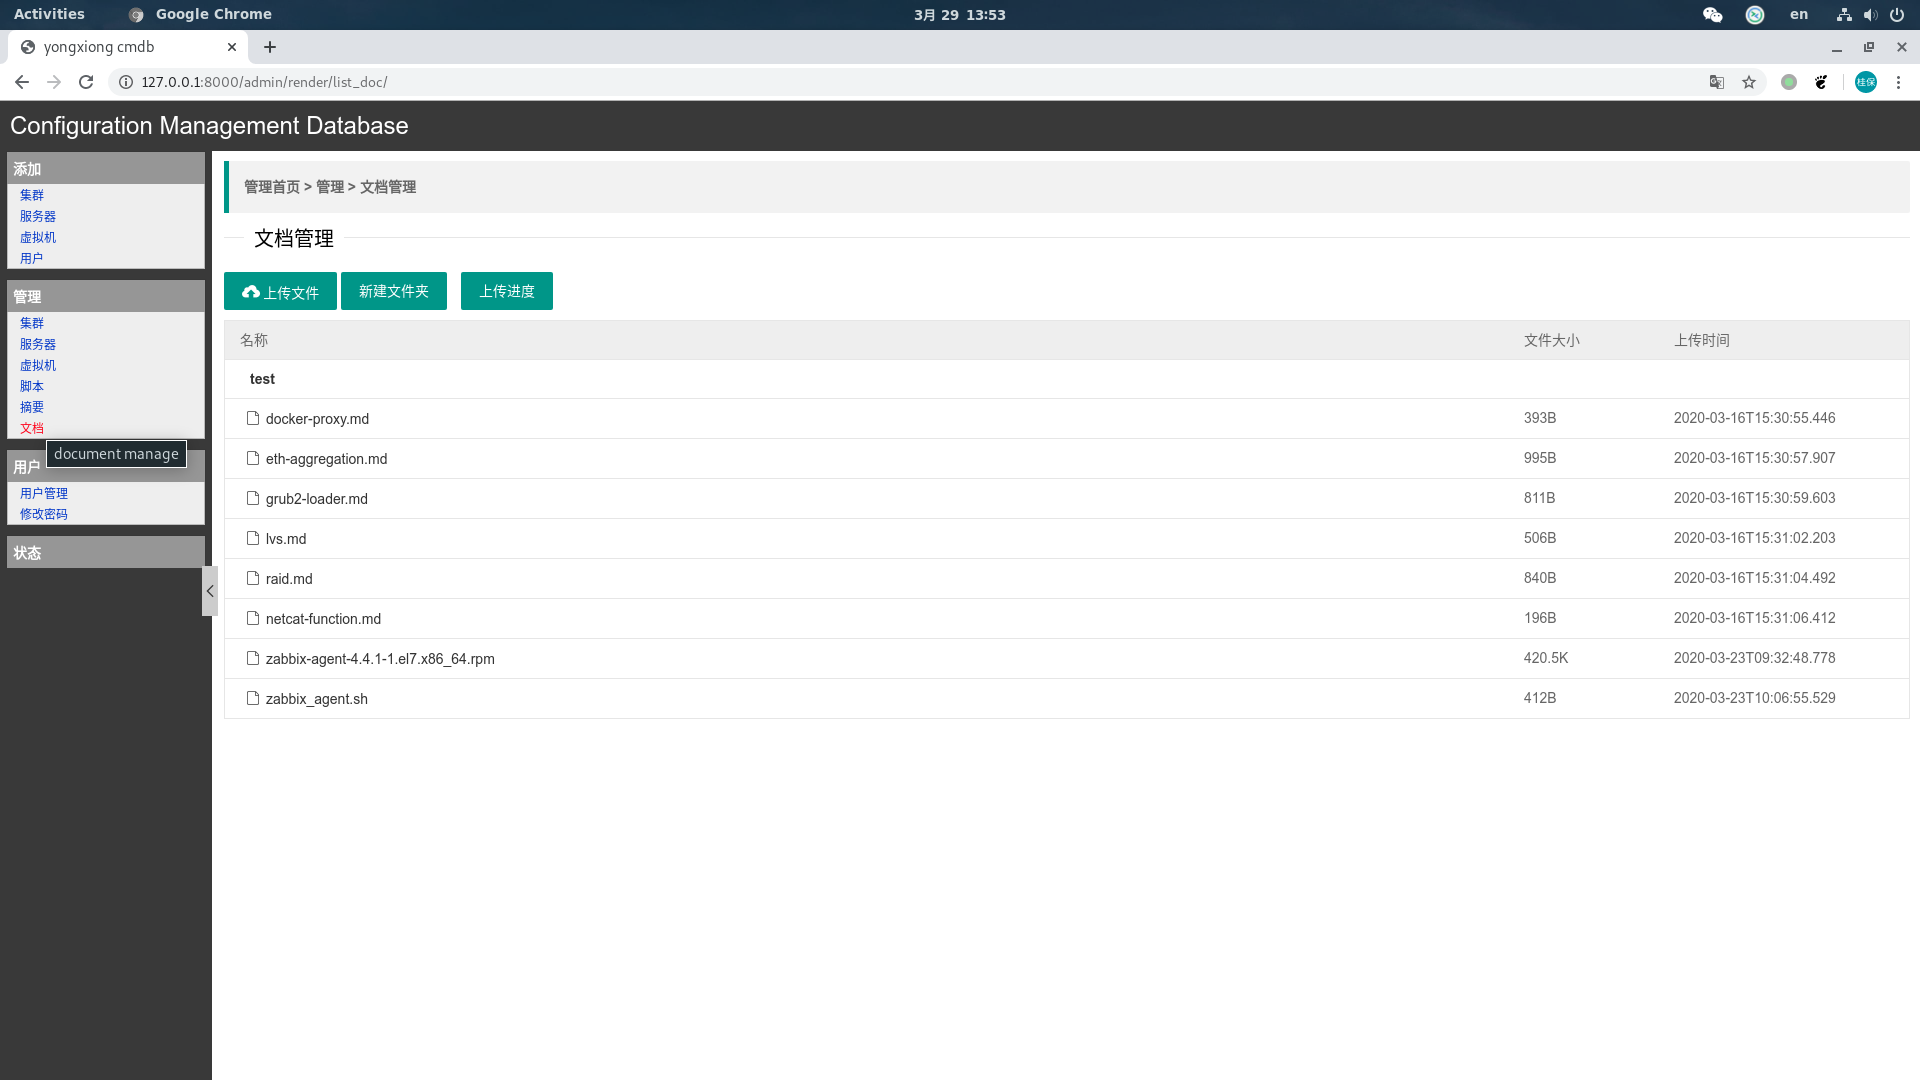 Activities
Google Chrome
3月 29 13:53
en
yongxiong cmdb
127.0.0.1:8000/admin/render/list_doc/
桂保
Configuration Management Database
添加
集群
服务器
虚拟机
用户
管理
集群
服务器
虚拟机
脚本
摘要
文档
document manage
用户
用户管理
修改密码
状态
管理首页 > 管理 > 文档管理
文档管理
上传文件
新建文件夹
上传进度
名称 文件大小 上传时间
test
docker-proxy.md 393B 2020-03-16T15:30:55.446
eth-aggregation.md 995B 2020-03-16T15:30:57.907
grub2-loader.md 811B 2020-03-16T15:30:59.603
lvs.md 506B 2020-03-16T15:31:02.203
raid.md 840B 2020-03-16T15:31:04.492
netcat-function.md 196B 2020-03-16T15:31:06.412
zabbix-agent-4.4.1-1.el7.x86_64.rpm 420.5K 2020-03-23T09:32:48.778
zabbix_agent.sh 412B 2020-03-23T10:06:55.529